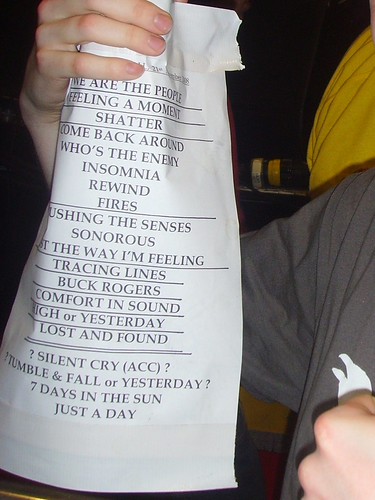 WE ARE THE PEOPLE
FEELING A MOMENT
SHATTER
COME BACK AROUND
WHO'S THE ENEMY
INSOMNIA
REWIND
FIRES
USHING THE SENSES
SONOROUS
ST THE WAY I'M FEELING
TRACING LINES
BUCK ROGERS
COMFORT IN SOUND
HIGH or YESTERDAY
LOST AND FOUND
? SILENT CRY (ACC) ?
? TUMBLE & FALL or YESTERDAY ?
7 DAYS IN THE SUN
JUST A DAY